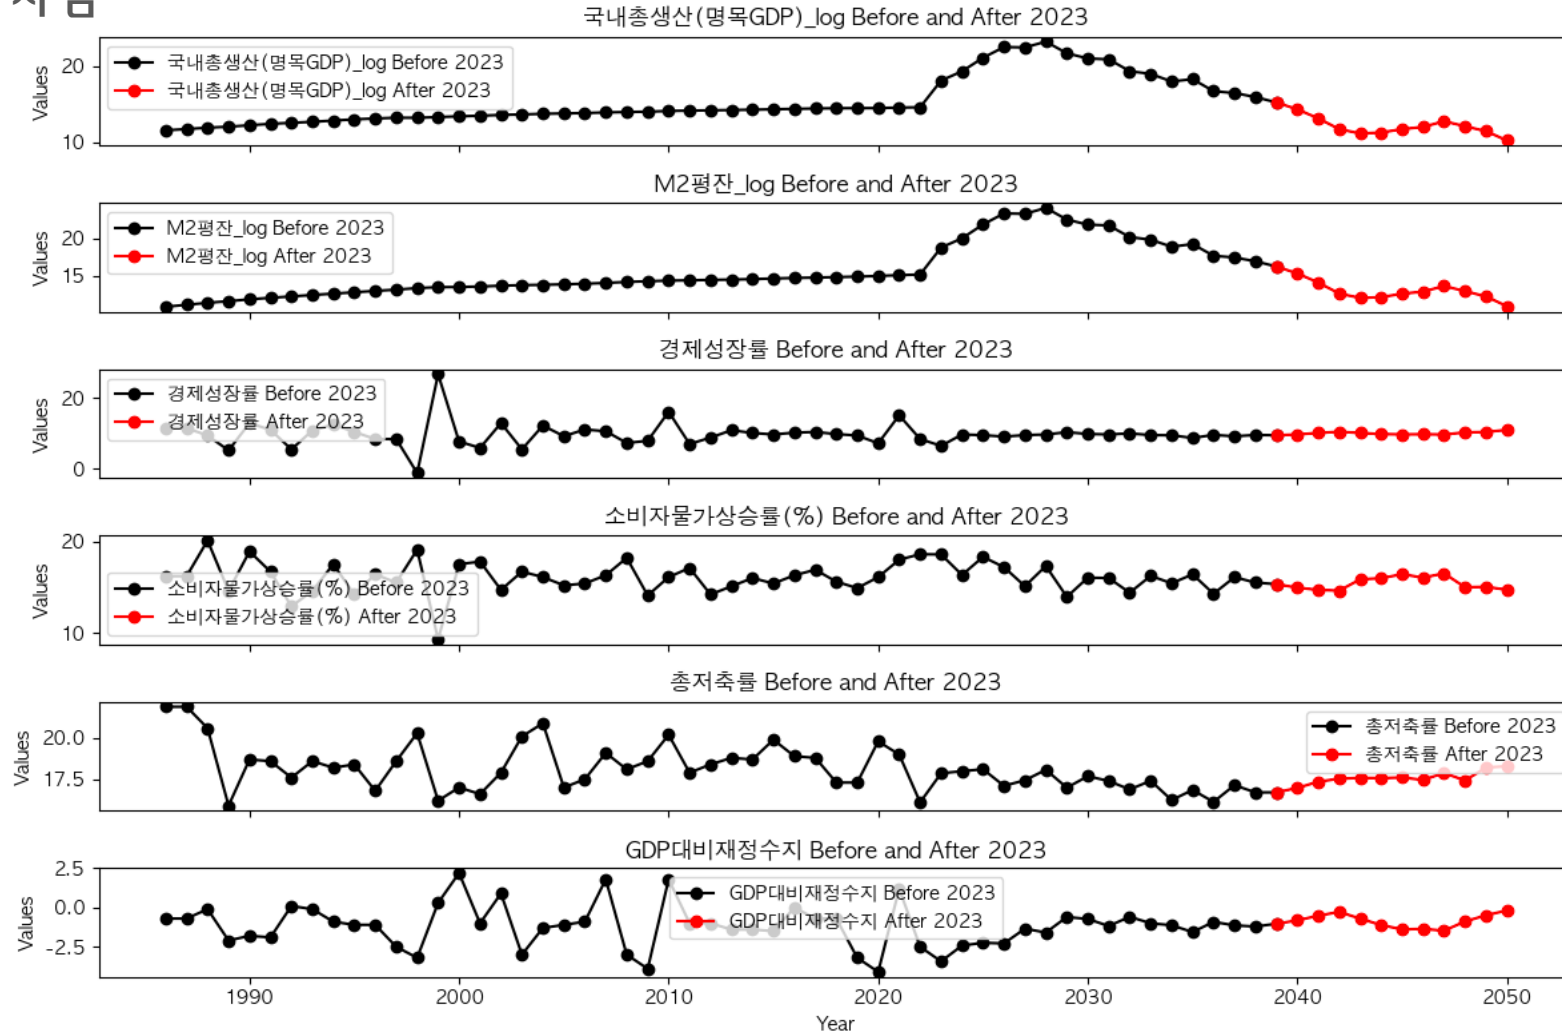 국내총생산(명목GDP)_log Before and After 2023
20
10
Values
국내총생산(명목GDP)_log Before 2023
국내총생산(명목GDP)_log After 2023
M2평잔_log Before and After 2023
20
15
Values
M2평잔_log Before 2023
M2평잔_log After 2023
경제성장률 Before and After 2023
20
0
Values
경제성장률 Before 2023
경제성장률 After 2023
소비자물가상승률(%) Before and After 2023
20
10
Values
소비자물가상승률(%) Before 2023
소비자물가상승률(%) After 2023
총저축률 Before and After 2023
20.0
17.5
Values
총저축률 Before 2023
총저축률 After 2023
GDP대비재정수지 Before and After 2023
2.5
0.0
-2.5
Values
GDP대비재정수지 Before 2023
GDP대비재정수지 After 2023
1990 2000 2010 2020 2030 2040 2050
Year